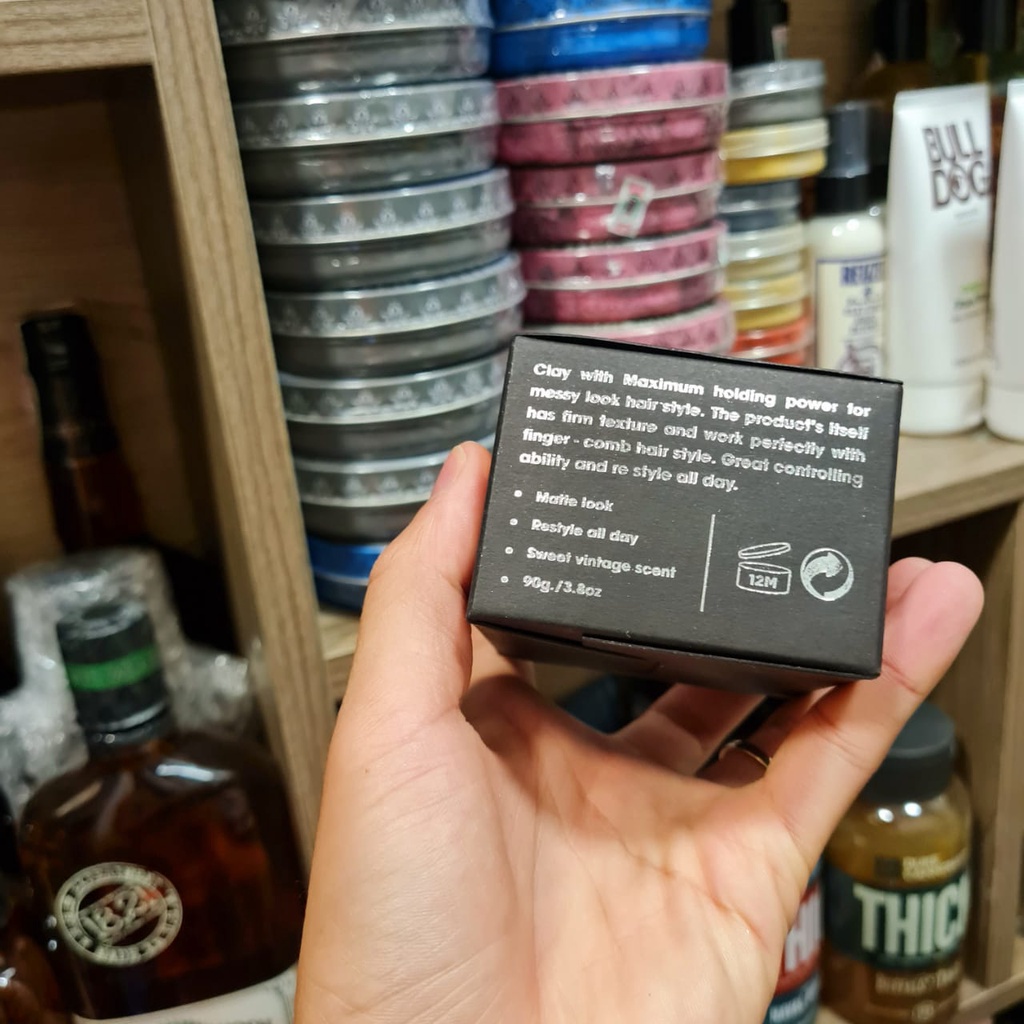 BULL
DOG
Clay with Maximum holding power for
messy look hair style. The product's itself
has firm texture and work perfectly with
finger - comb hair style. Great controlling
ability and re style all day.
• Matte look
• Restyle all day
• Sweet vintage scent
• 90g./3.8oz
12M